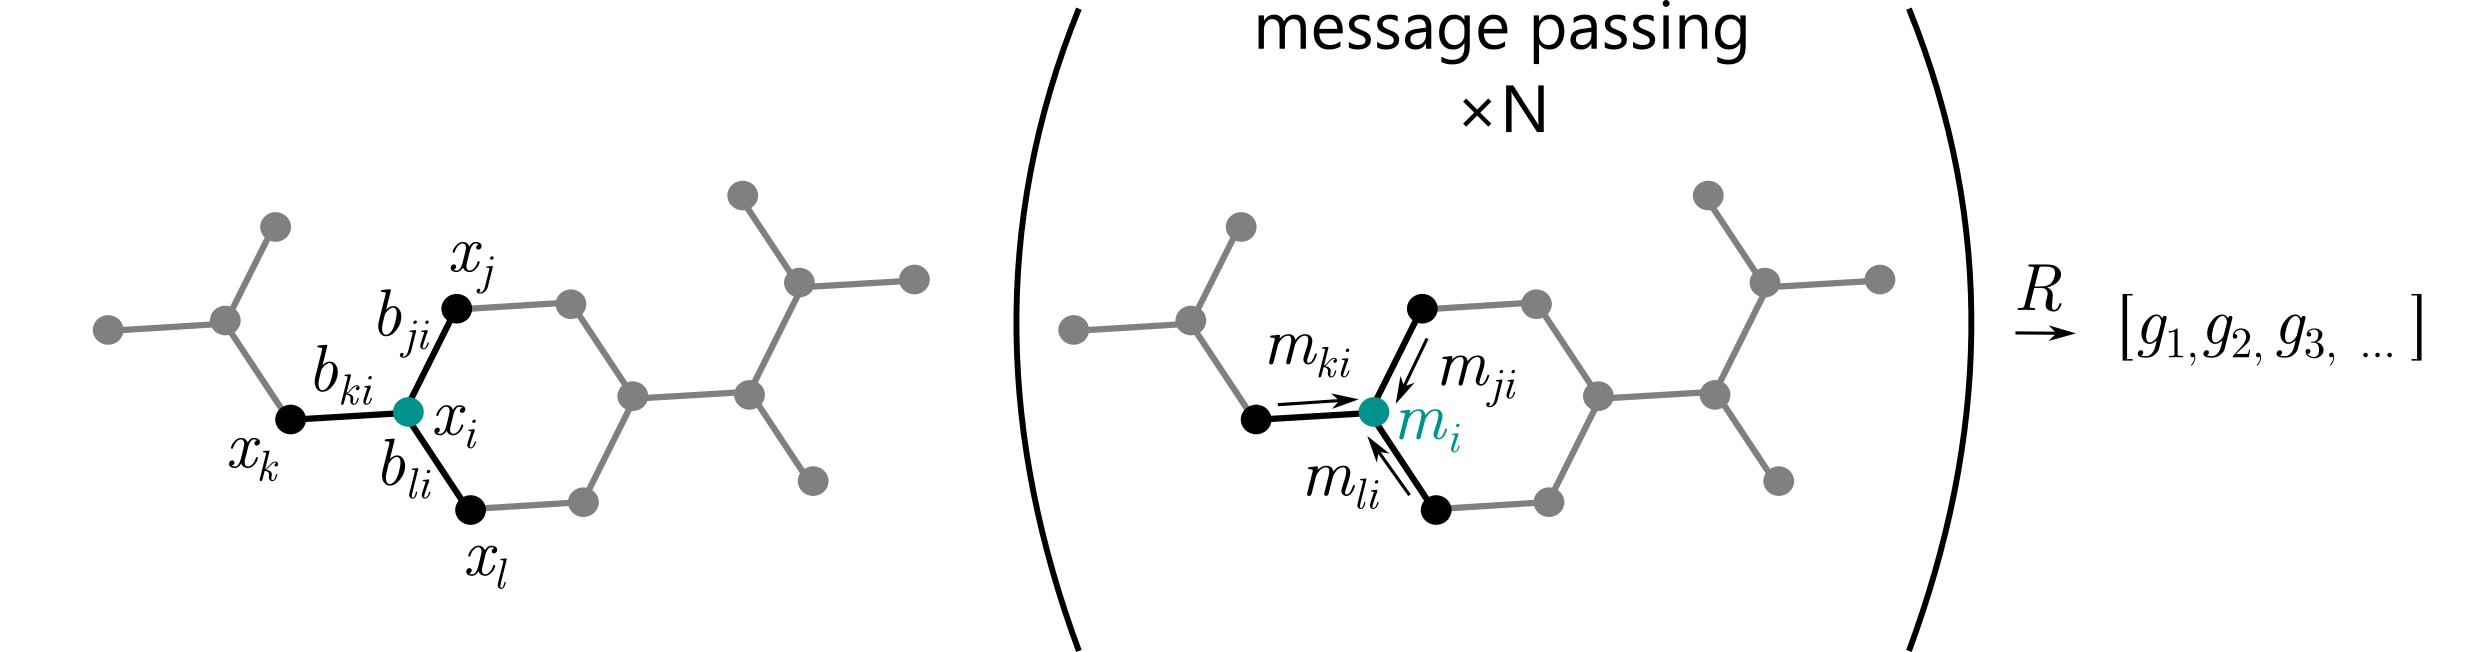 message passing
×N
x_j
b_{ji}
b_{ki}
x_i
x_k
b_{li}
x_l
m_{ki}
m_{ji}
m_i
m_{li}
R
[g_1, g_2, g_3, ... ]